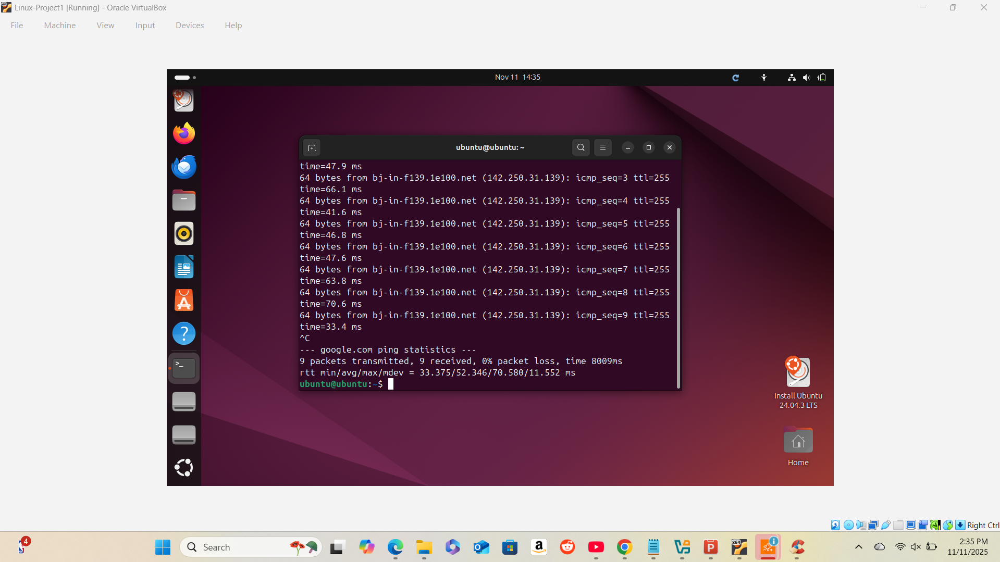 Linux-Project1 [Running] - Oracle VirtualBox
File Machine View Input Devices Help
Nov 11 14:35
ubuntu@ubuntu: ~
time=47.9 ms
64 bytes from bj-in-f139.1e100.net (142.250.31.139): icmp_seq=3 ttl=255
time=66.1 ms
64 bytes from bj-in-f139.1e100.net (142.250.31.139): icmp_seq=4 ttl=255
time=41.6 ms
64 bytes from bj-in-f139.1e100.net (142.250.31.139): icmp_seq=5 ttl=255
time=46.8 ms
64 bytes from bj-in-f139.1e100.net (142.250.31.139): icmp_seq=6 ttl=255
time=47.6 ms
64 bytes from bj-in-f139.1e100.net (142.250.31.139): icmp_seq=7 ttl=255
time=63.8 ms
64 bytes from bj-in-f139.1e100.net (142.250.31.139): icmp_seq=8 ttl=255
time=70.6 ms
64 bytes from bj-in-f139.1e100.net (142.250.31.139): icmp_seq=9 ttl=255
time=33.4 ms
^C
--- google.com ping statistics ---
9 packets transmitted, 9 received, 0% packet loss, time 8009ms
rtt min/avg/max/mdev = 33.375/52.346/70.580/11.552 ms
ubuntu@ubuntu:~$
Install Ubuntu
24.04.3 LTS
Home
Right Ctrl
4
Search
2:35 PM
11/11/2025